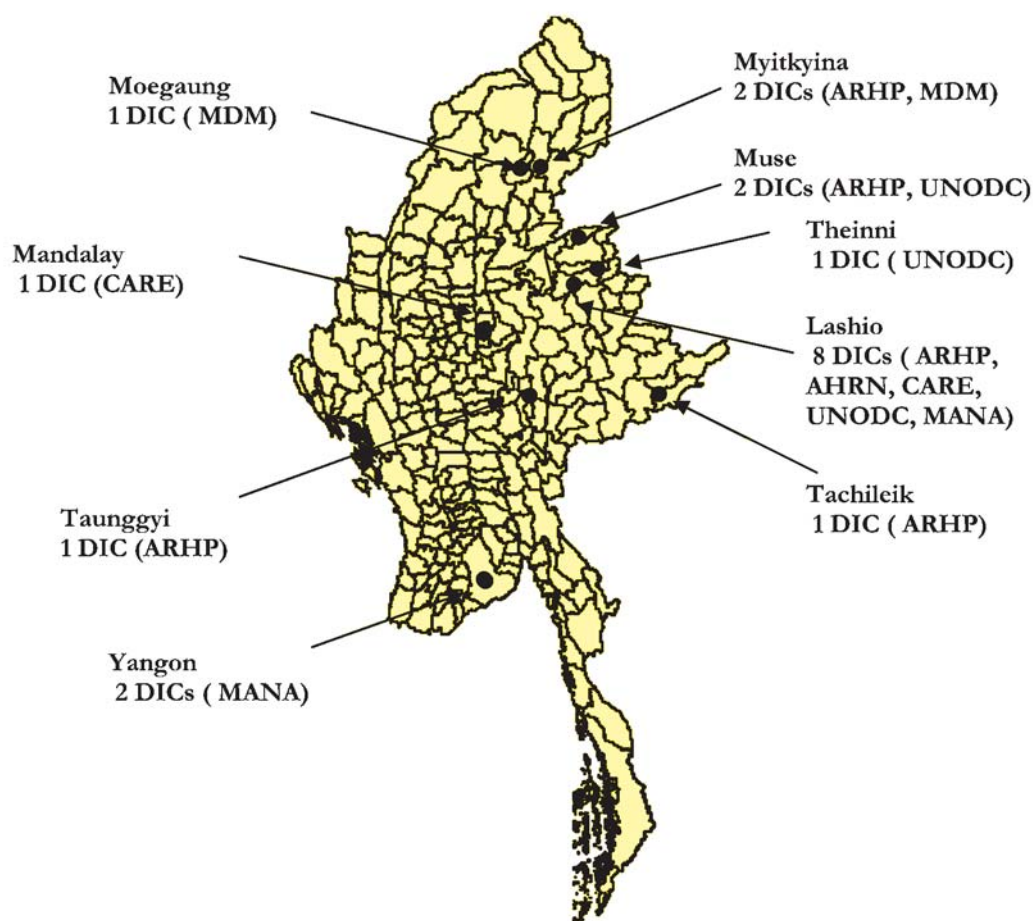 Moegaung
1 DIC ( MDM)
Myitkyina
2 DICs (ARHP, MDM)
Muse
2 DICs (ARHP, UNODC)
Theinni
1 DIC ( UNODC)
Mandalay
1 DIC (CARE)
Lashio
8 DICs ( ARHP,
AHRN, CARE,
UNODC, MANA)
Tachileik
1 DIC ( ARHP)
Taunggyi
1 DIC (ARHP)
Yangon
2 DICs ( MANA)